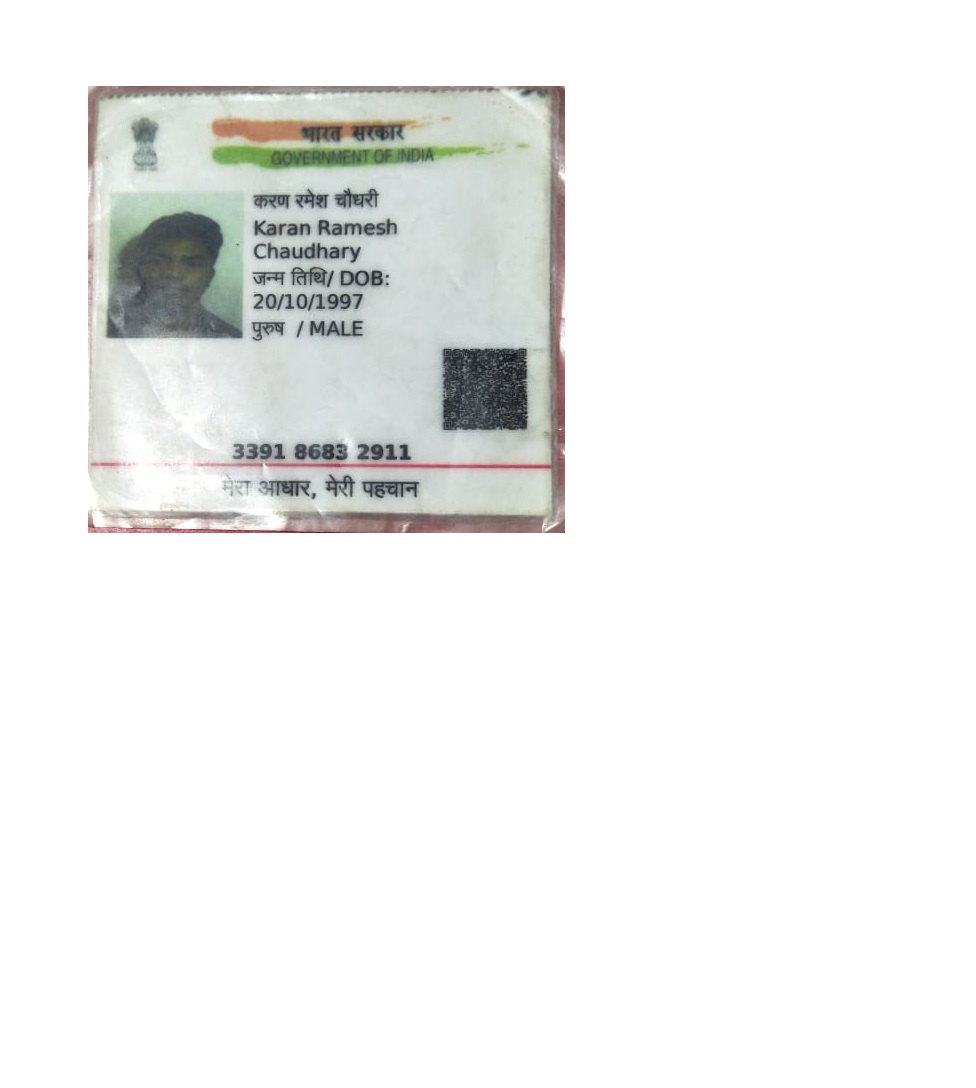 भारत सरकार
GOVERNMENT OF INDIA
करण रमेश चौधरी
Karan Ramesh
Chaudhary
जन्म तिथि/ DOB:
20/10/1997
पुरुष / MALE
3391 8683 2911
मेरा आधार, मेरी पहचान